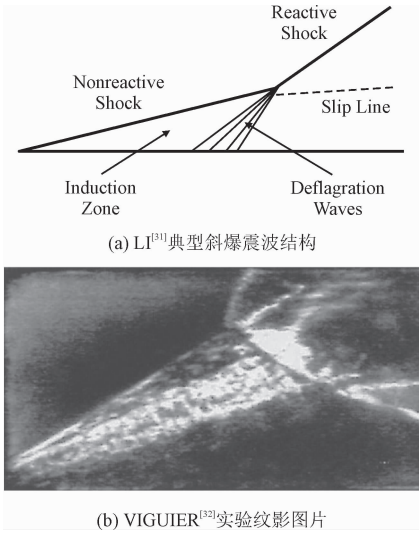 Reactive
Shock
Nonreactive
Shock
Slip Line
Induction
Zone
Deflagration
Waves
(a) LI[31]典型斜爆震波结构
(b) VIGUIER[32]实验纹影图片